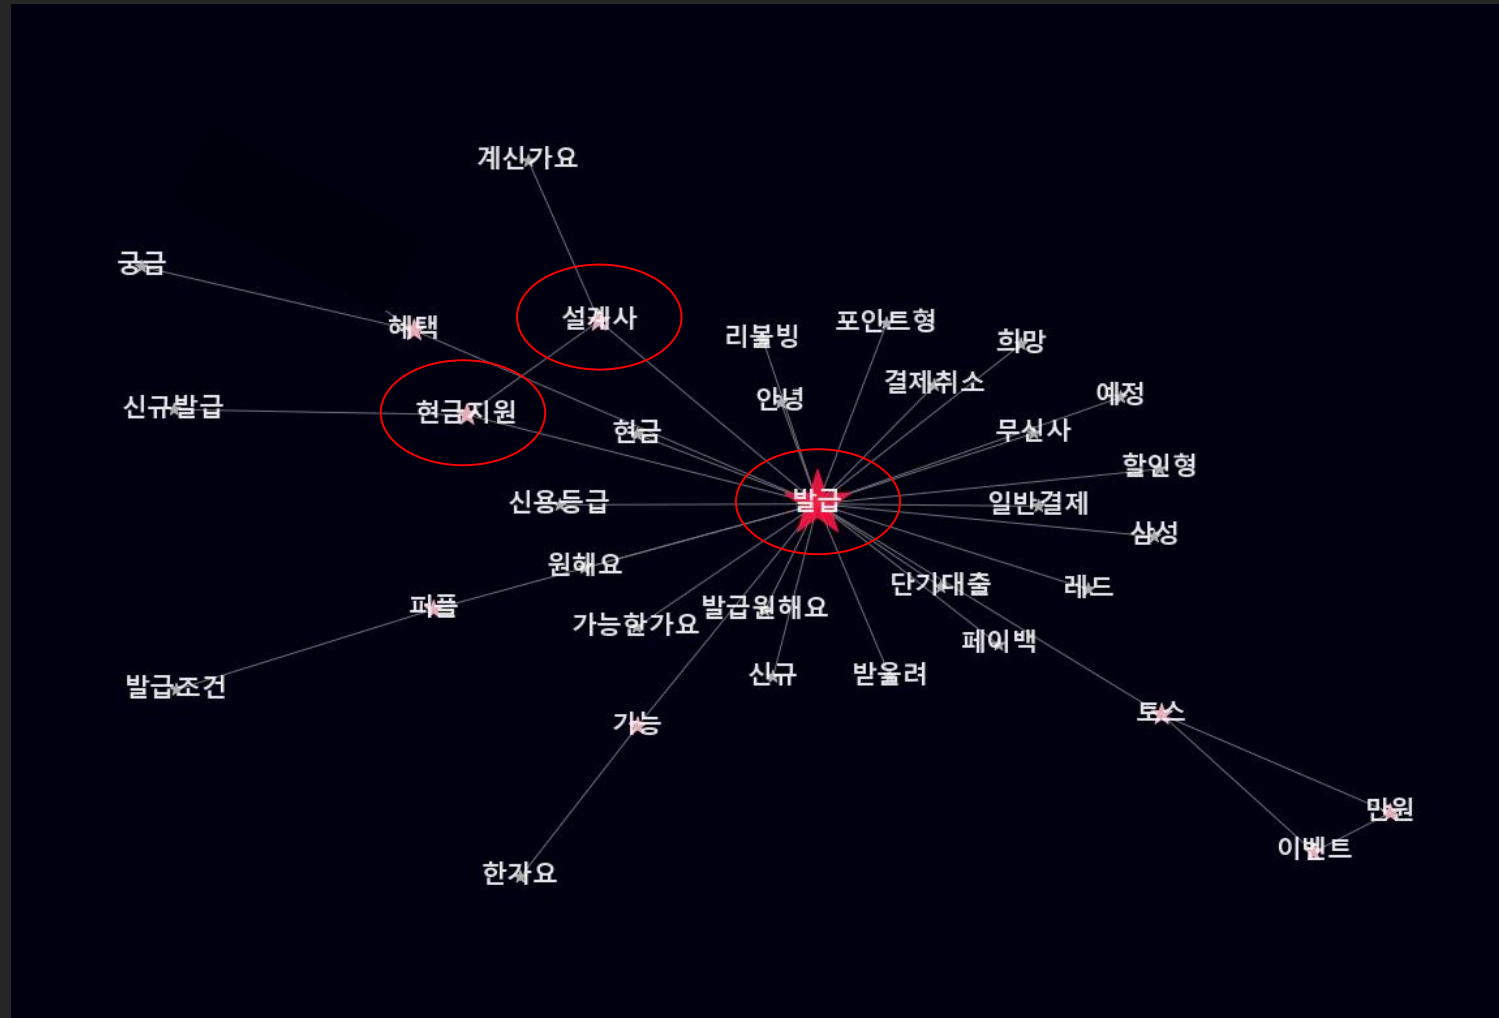 계신가요
궁금
설계사
포인트형
혜택
리볼빙
희망
결제취소
예정
안녕
신규발급
현금지원
현금
무심사
할인형
발급
신용등급
일반결제
삼성
원해요
단기대출
레드
퍼플
발급원해요
가능한가요
페이백
신규
받을려
발급조건
토스
가능
만원
이벤트
한가요